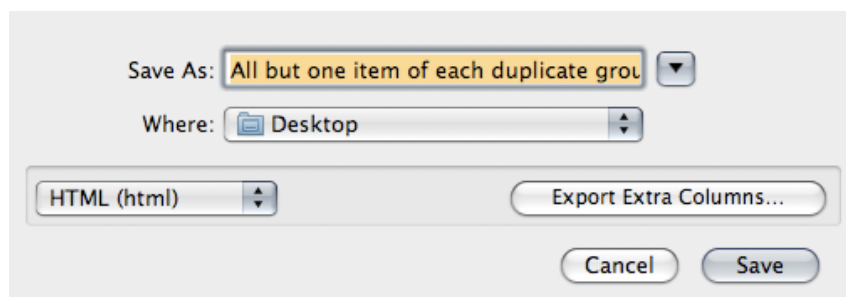 Save As: All but one item of each duplicate grou
Where: Desktop
HTML (html) Export Extra Columns...
Cancel Save